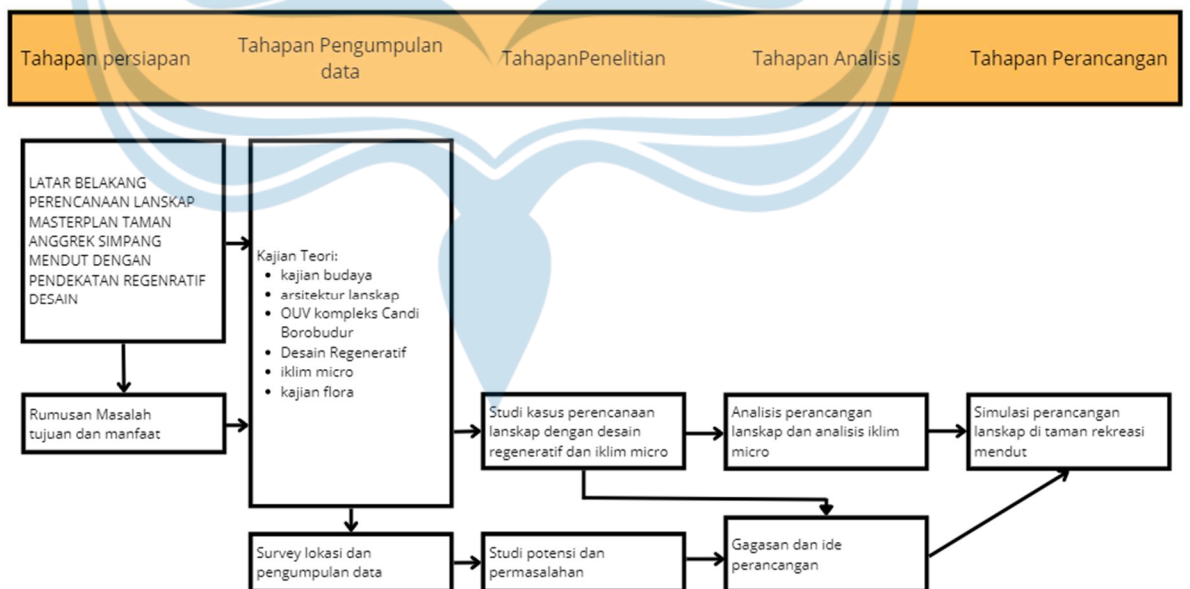 Tahapan persiapan
Tahapan Pengumpulan
data
TahapanPenelitian
Tahapan Analisis
Tahapan Perancangan
LATAR BELAKANG
PERENCANAAN LANSKAP
MASTERPLAN TAMAN
ANGGREK SIMPANG
MENDUT DENGAN
PENDEKATAN REGENRATIF
DESAIN
Rumusan Masalah
tujuan dan manfaat
Kajian Teori:
• kajian budaya
• arsitektur lanskap
• OUV kompleks Candi
Borobudur
• Desain Regeneratif
• iklim micro
• kajian flora
Survey lokasi dan
pengumpulan data
Studi kasus perencanaan
lanskap dengan desain
regeneratif dan iklim micro
Studi potensi dan
permasalahan
Analisis perancangan
lanskap dan analisis iklim
micro
Gagasan dan ide
perancangan
Simulasi perancangan
lanskap di taman rekreasi
mendut